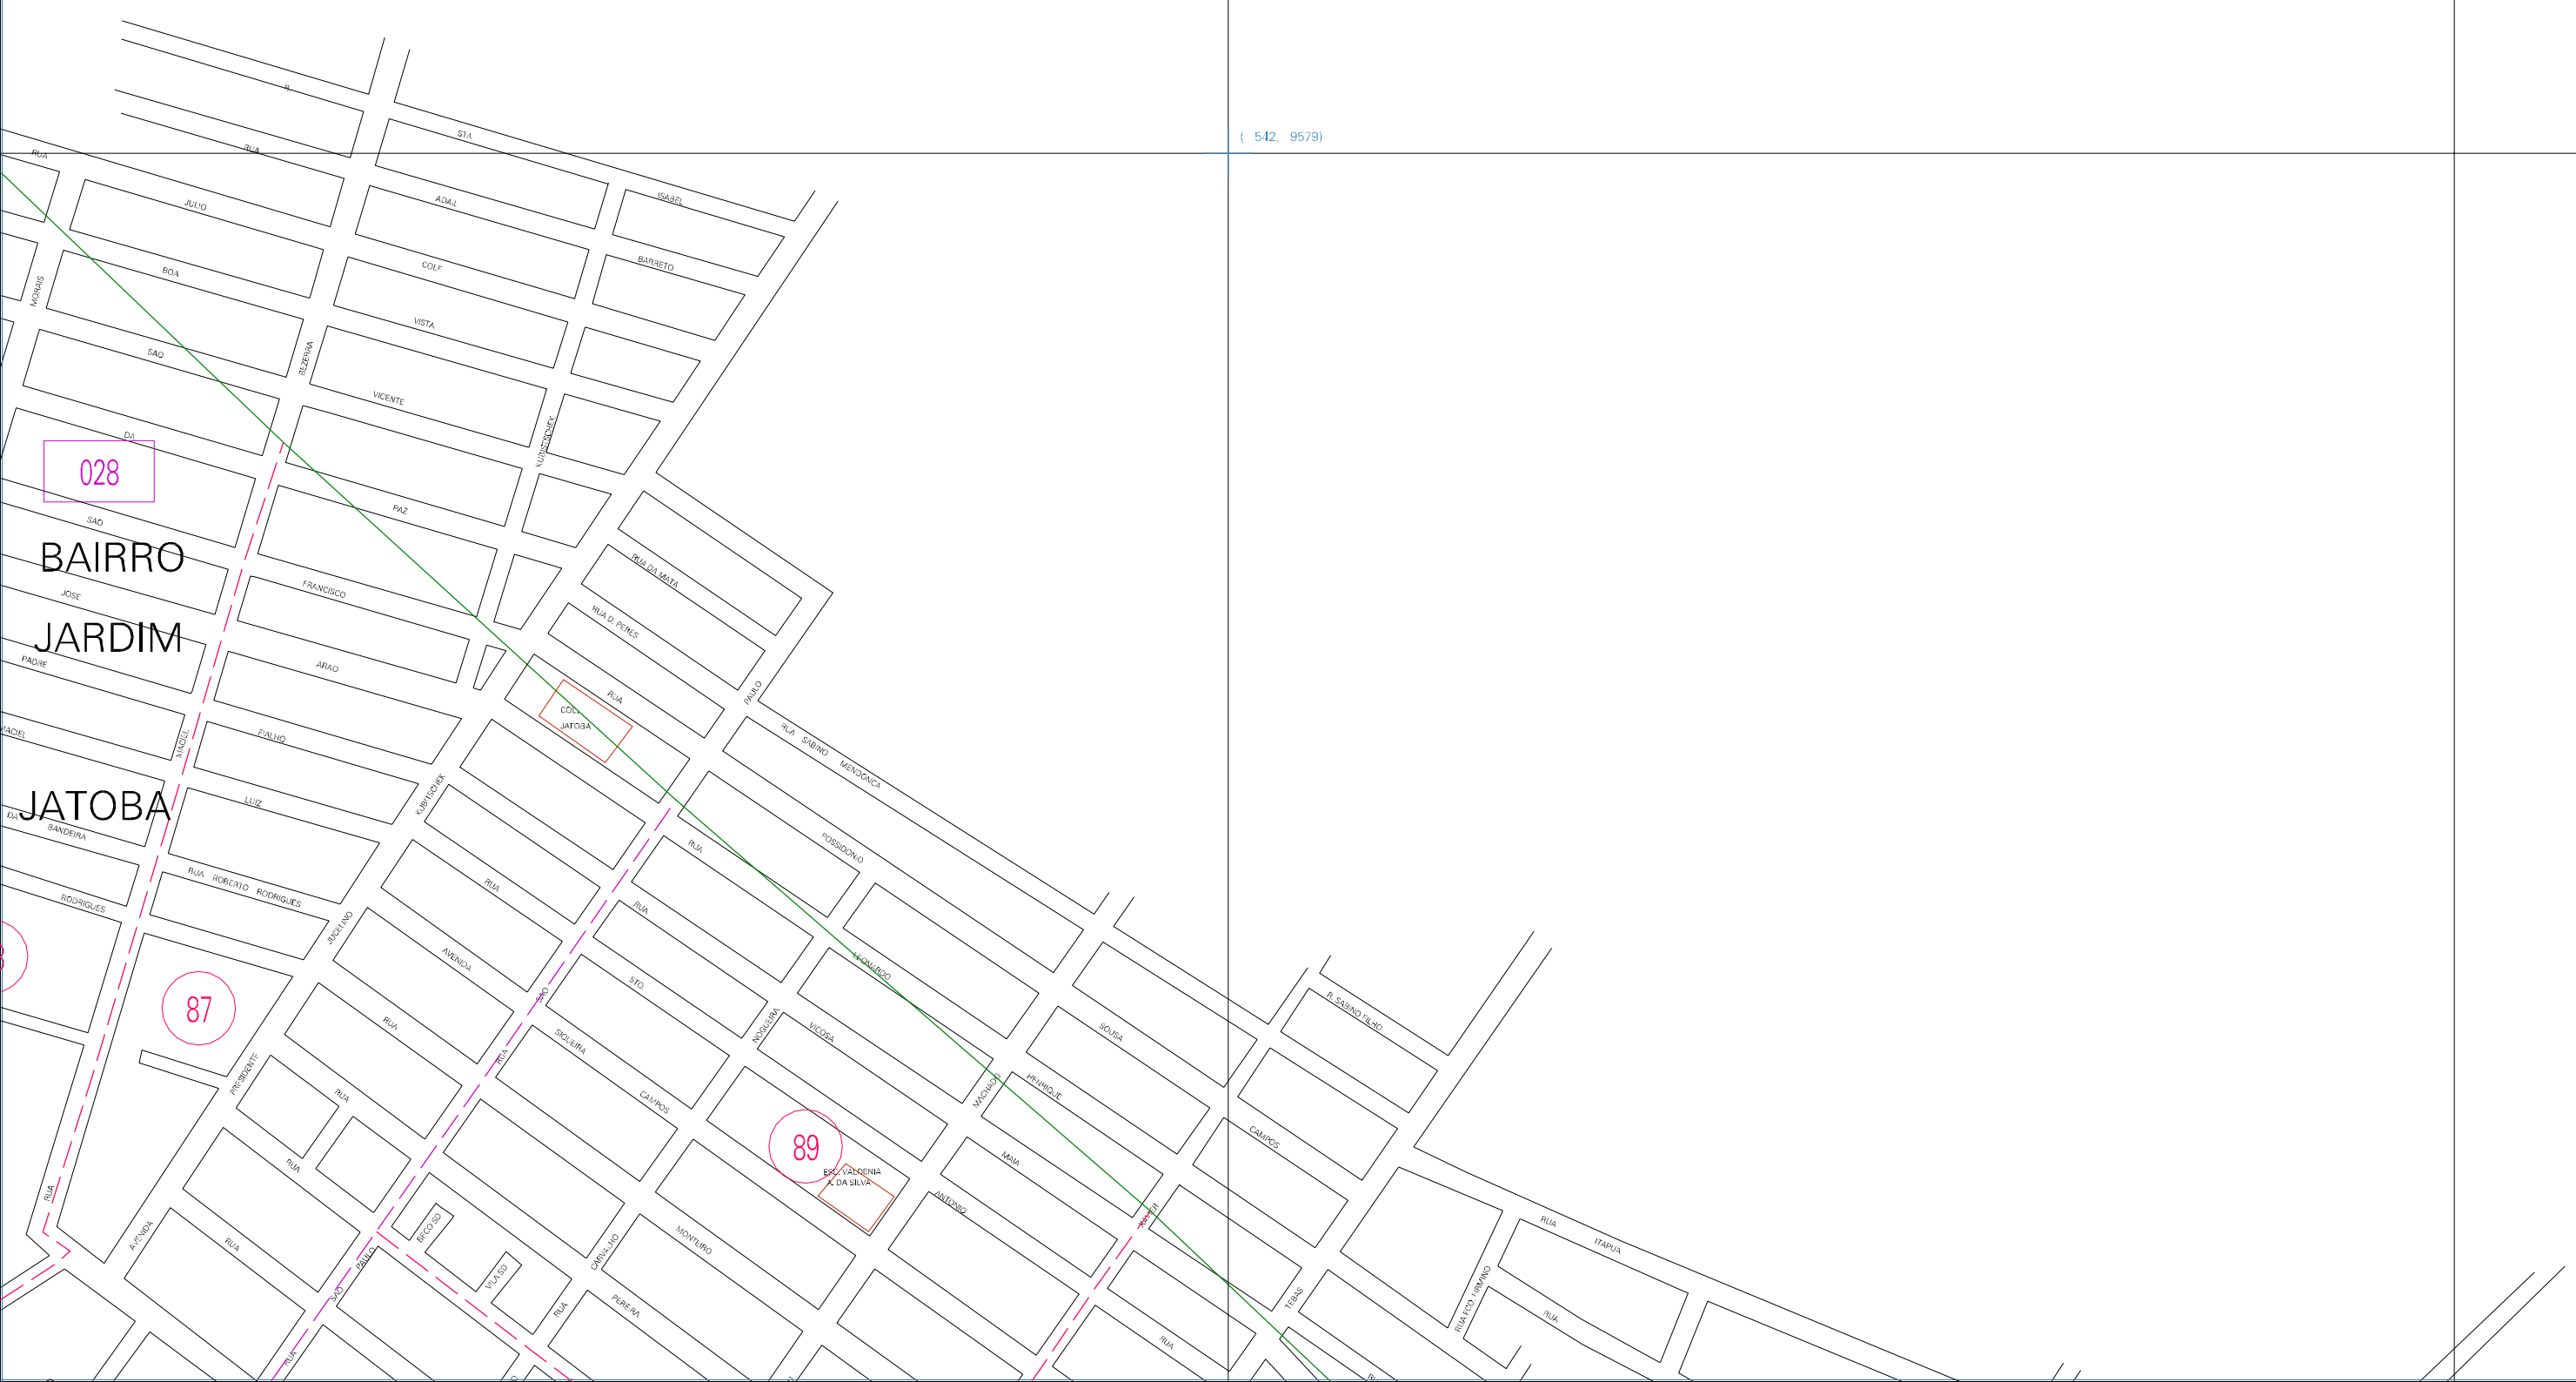 R.
STA.
ISABEL
( 542, 9579)
RUA
RUA
JULIO
ADAIL
BARRETO
MORAIS
BOA
COLF
VISTA
SAO
BEZERRA
VICENTE
DA
KUBITSCHEK
028
PAZ
SAO
BAIRRO
RUA DA MATA
JOSE
FRANCISCO
RUA D. PERES
JARDIM
PADRE
ARAO
RUA
PAULO
JATOBA
MACIEL
MACIEL
FIALHO
RUA SABINO MENDONCA
JATOBA
LUIZ
KUBITSCHEK
DA BANDEIRA
POSSIDONIO
RUA
RUA ROBERTO RODRIGUES
RUA
RODRIGUES
RUA
JUCELINO
AVENIDA
LEONARDO
STO.
SAO
87
RUA
NOGUEIRA
VICOSA
SOUSA
R. SABINO FILHO
SIQUEIRA
RUA
PRESIDENTE
RUA
CAMPOS
MACHADO
HENRIQUE
89
CAMPOS
RUA
MAIA
ESC. VALDENIA
A. DA SILVA
RUA
ANTONIO
XAVIER
AVENIDA
RUA
BECO SD
MONTEIRO
RUA
ITAPUA
PAULO
CARVALHO
VILA SD
SAO
RUA
PEREIRA
TEBAS
RUA FCO. FIRMINO
RUA
RUA
RUA